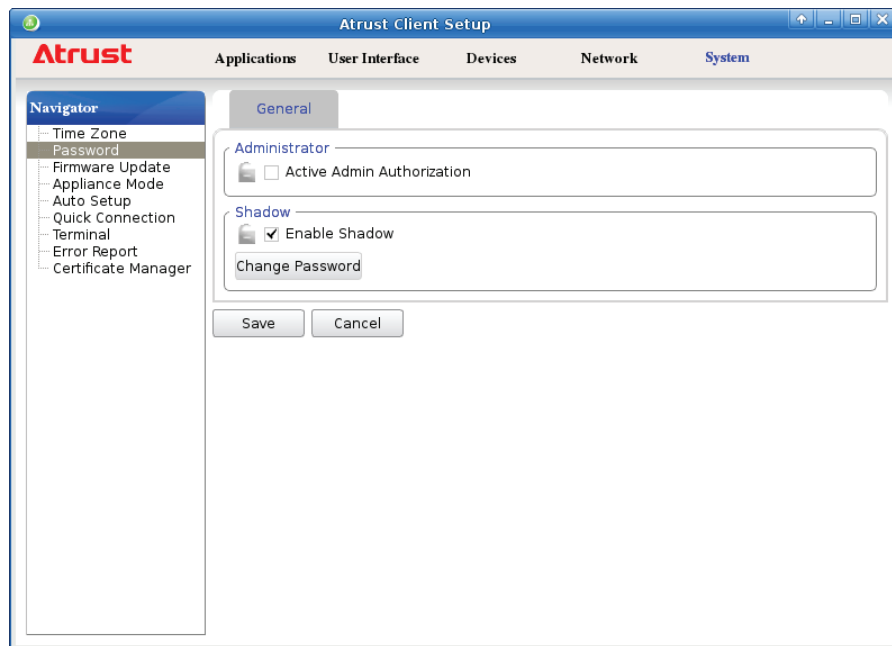 Atrust Client Setup
Atrust
Applications User Interface Devices Network System
Navigator
Time Zone
Password
Firmware Update
Appliance Mode
Auto Setup
Quick Connection
Terminal
Error Report
Certificate Manager
General
Administrator
Active Admin Authorization
Shadow
Enable Shadow
Change Password
Save Cancel